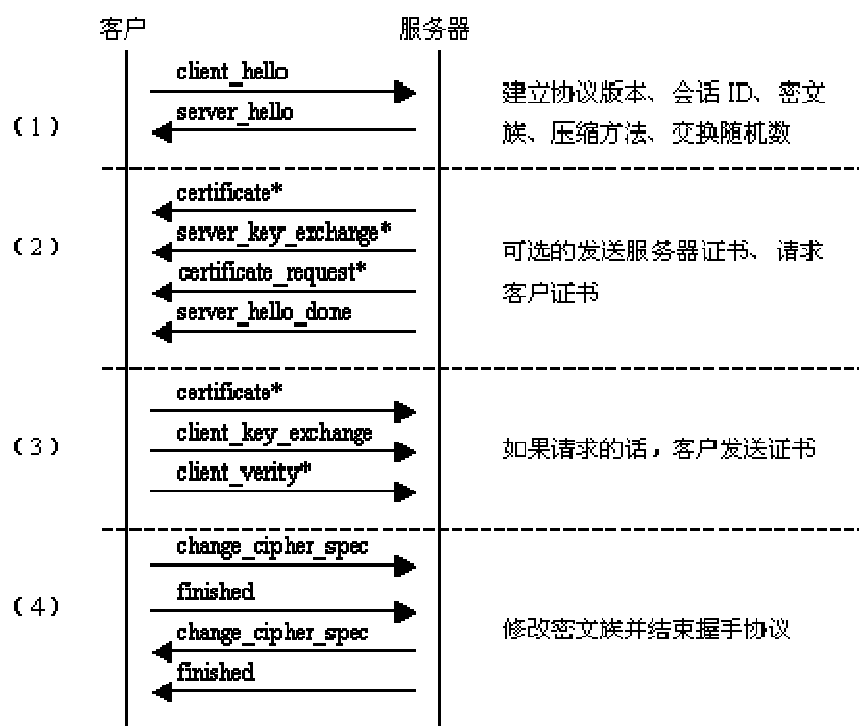 客户 服务器
client_hello
server_hello
(1)
建立协议版本、会话 ID、密文
族、压缩方法、交换随机数
certificate*
server_key_exchange*
certificate_request*
server_hello_done
(2)
可选的发送服务器证书、请求
客户证书
certificate*
client_key_exchange
client_verity*
(3)
如果请求的话，客户发送证书
change_cipher_spec
finished
change_cipher_spec
finished
(4)
修改密文族并结束握手协议